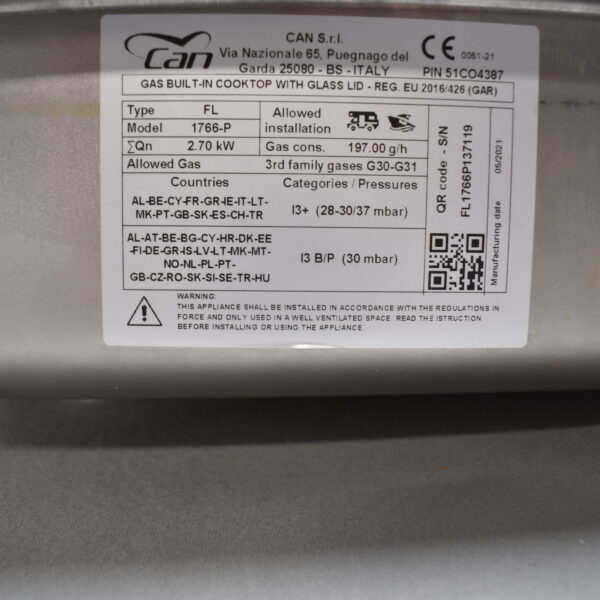 Can
CAN S.r.l.
Via Nazionale 65, Puegnago del
Garda 25080 - BS - ITALY
CE 0051-21
PIN 51CO4387
GAS BUILT-IN COOKTOP WITH GLASS LID - REG. EU 2016/426 (GAR)
Type FL
Model 1766-P
∑Qn 2.70 kW
Allowed
installation
Gas cons. 197.00 g/h
Allowed Gas 3rd family gases G30-G31
Countries Categories / Pressures
AL-BE-CY-FR-GR-IE-IT-LT-
MK-PT-GB-SK-ES-CH-TR
I3+ (28-30/37 mbar)
AL-AT-BE-BG-CY-HR-DK-EE
-FI-DE-GR-IS-LV-LT-MK-MT-
NO-NL-PL-PT-
GB-CZ-RO-SK-SI-SE-TR-HU
I3 B/P (30 mbar)
QR code - S/N
FL1766P137119
Manufacturing date 05/2021
WARNING:
THIS APPLIANCE SHALL BE INSTALLED IN ACCORDANCE WITH THE REGULATIONS IN
FORCE AND ONLY USED IN A WELL VENTILATED SPACE. READ THE ISTRUCTION
BEFORE INSTALLING OR USING THE APPLIANCE.